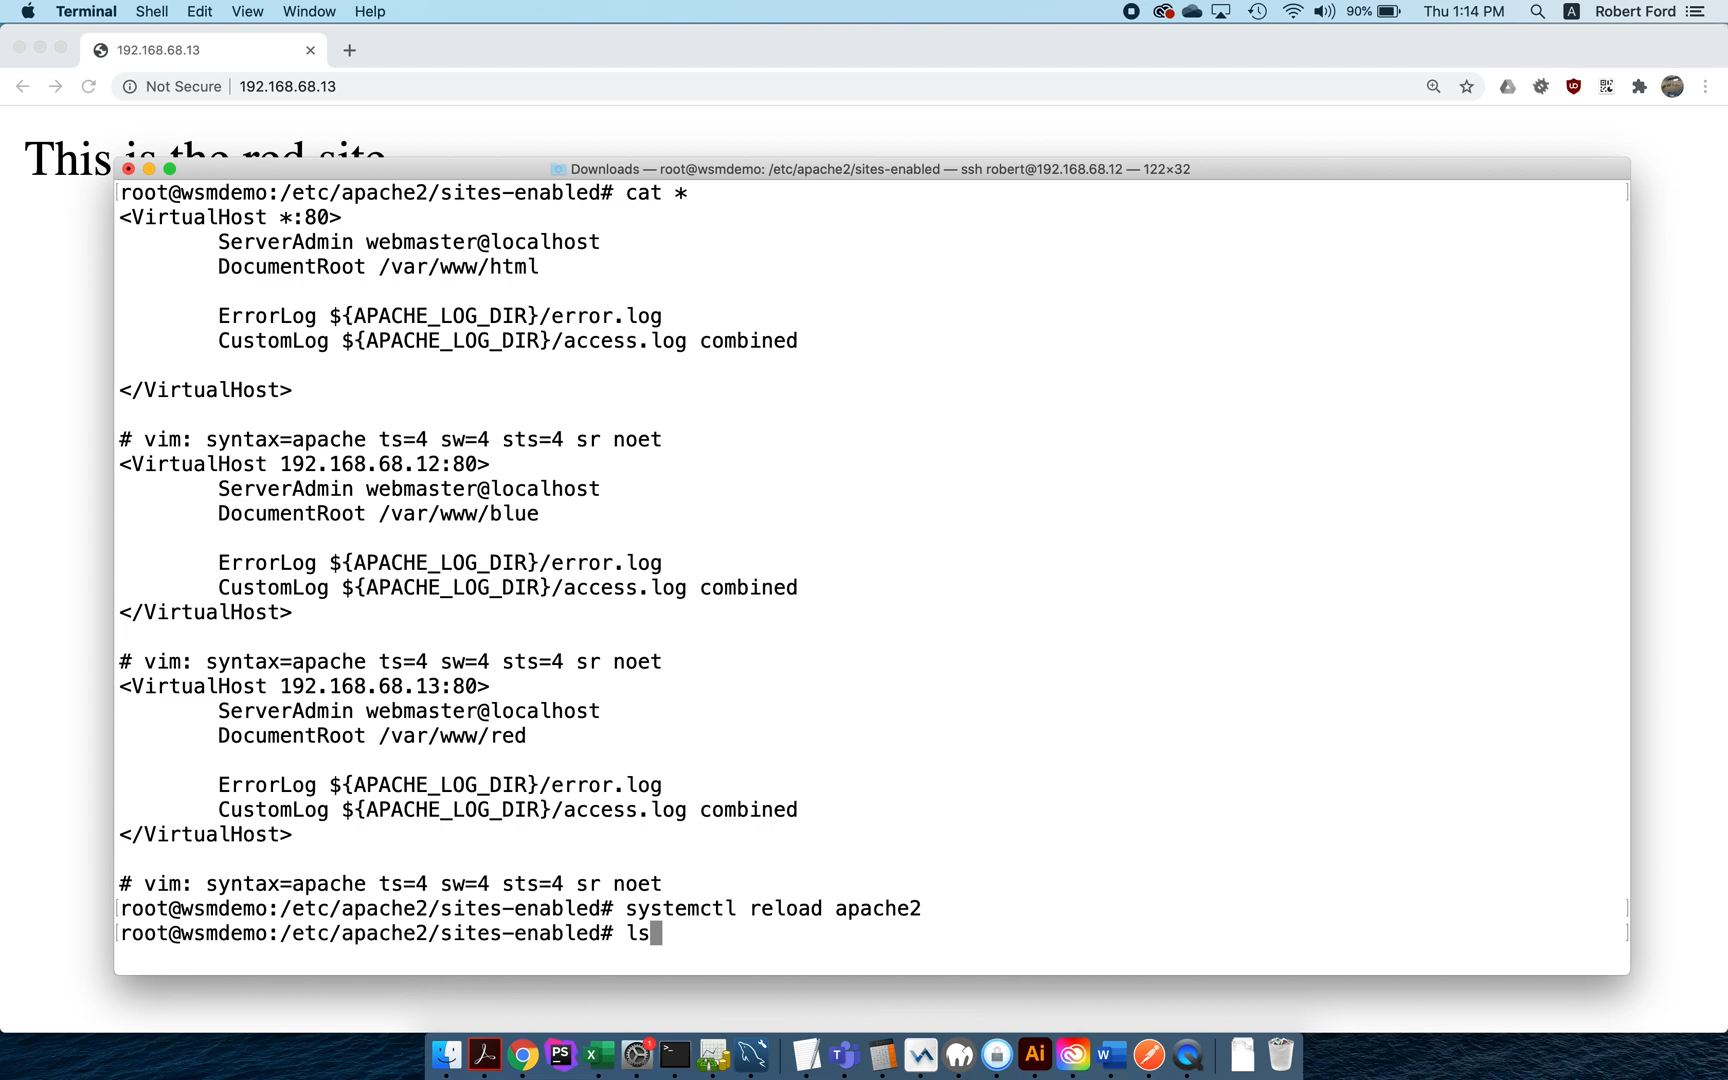 Terminal Shell Edit View Window Help 90% Thu 1:14 PM A Robert Ford
192.168.68.13
Not Secure 192.168.68.13
This is the red site
Downloads — root@wsmdemo: /etc/apache2/sites-enabled — ssh robert@192.168.68.12 — 122×32
root@wsmdemo:/etc/apache2/sites-enabled# cat *
<VirtualHost *:80>
ServerAdmin webmaster@localhost
DocumentRoot /var/www/html
ErrorLog ${APACHE_LOG_DIR}/error.log
CustomLog ${APACHE_LOG_DIR}/access.log combined
</VirtualHost>
# vim: syntax=apache ts=4 sw=4 sts=4 sr noet
<VirtualHost 192.168.68.12:80>
ServerAdmin webmaster@localhost
DocumentRoot /var/www/blue
ErrorLog ${APACHE_LOG_DIR}/error.log
CustomLog ${APACHE_LOG_DIR}/access.log combined
</VirtualHost>
# vim: syntax=apache ts=4 sw=4 sts=4 sr noet
<VirtualHost 192.168.68.13:80>
ServerAdmin webmaster@localhost
DocumentRoot /var/www/red
ErrorLog ${APACHE_LOG_DIR}/error.log
CustomLog ${APACHE_LOG_DIR}/access.log combined
</VirtualHost>
# vim: syntax=apache ts=4 sw=4 sts=4 sr noet
root@wsmdemo:/etc/apache2/sites-enabled# systemctl reload apache2
root@wsmdemo:/etc/apache2/sites-enabled# ls
PS X 1 >_ T W Ai